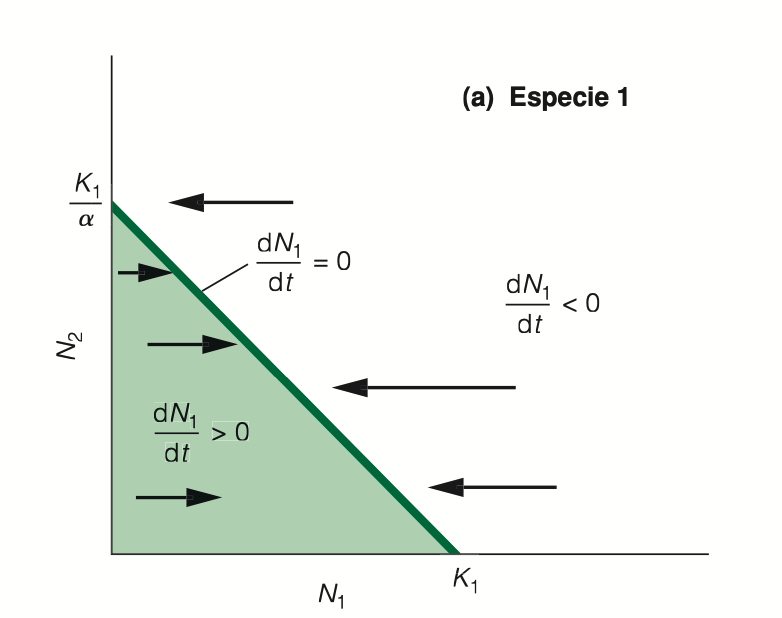 (a) Especie 1
K₁
α
dN₁
dt
= 0
dN₁
dt
< 0
N₂
dN₁
dt
> 0
K₁
N₁